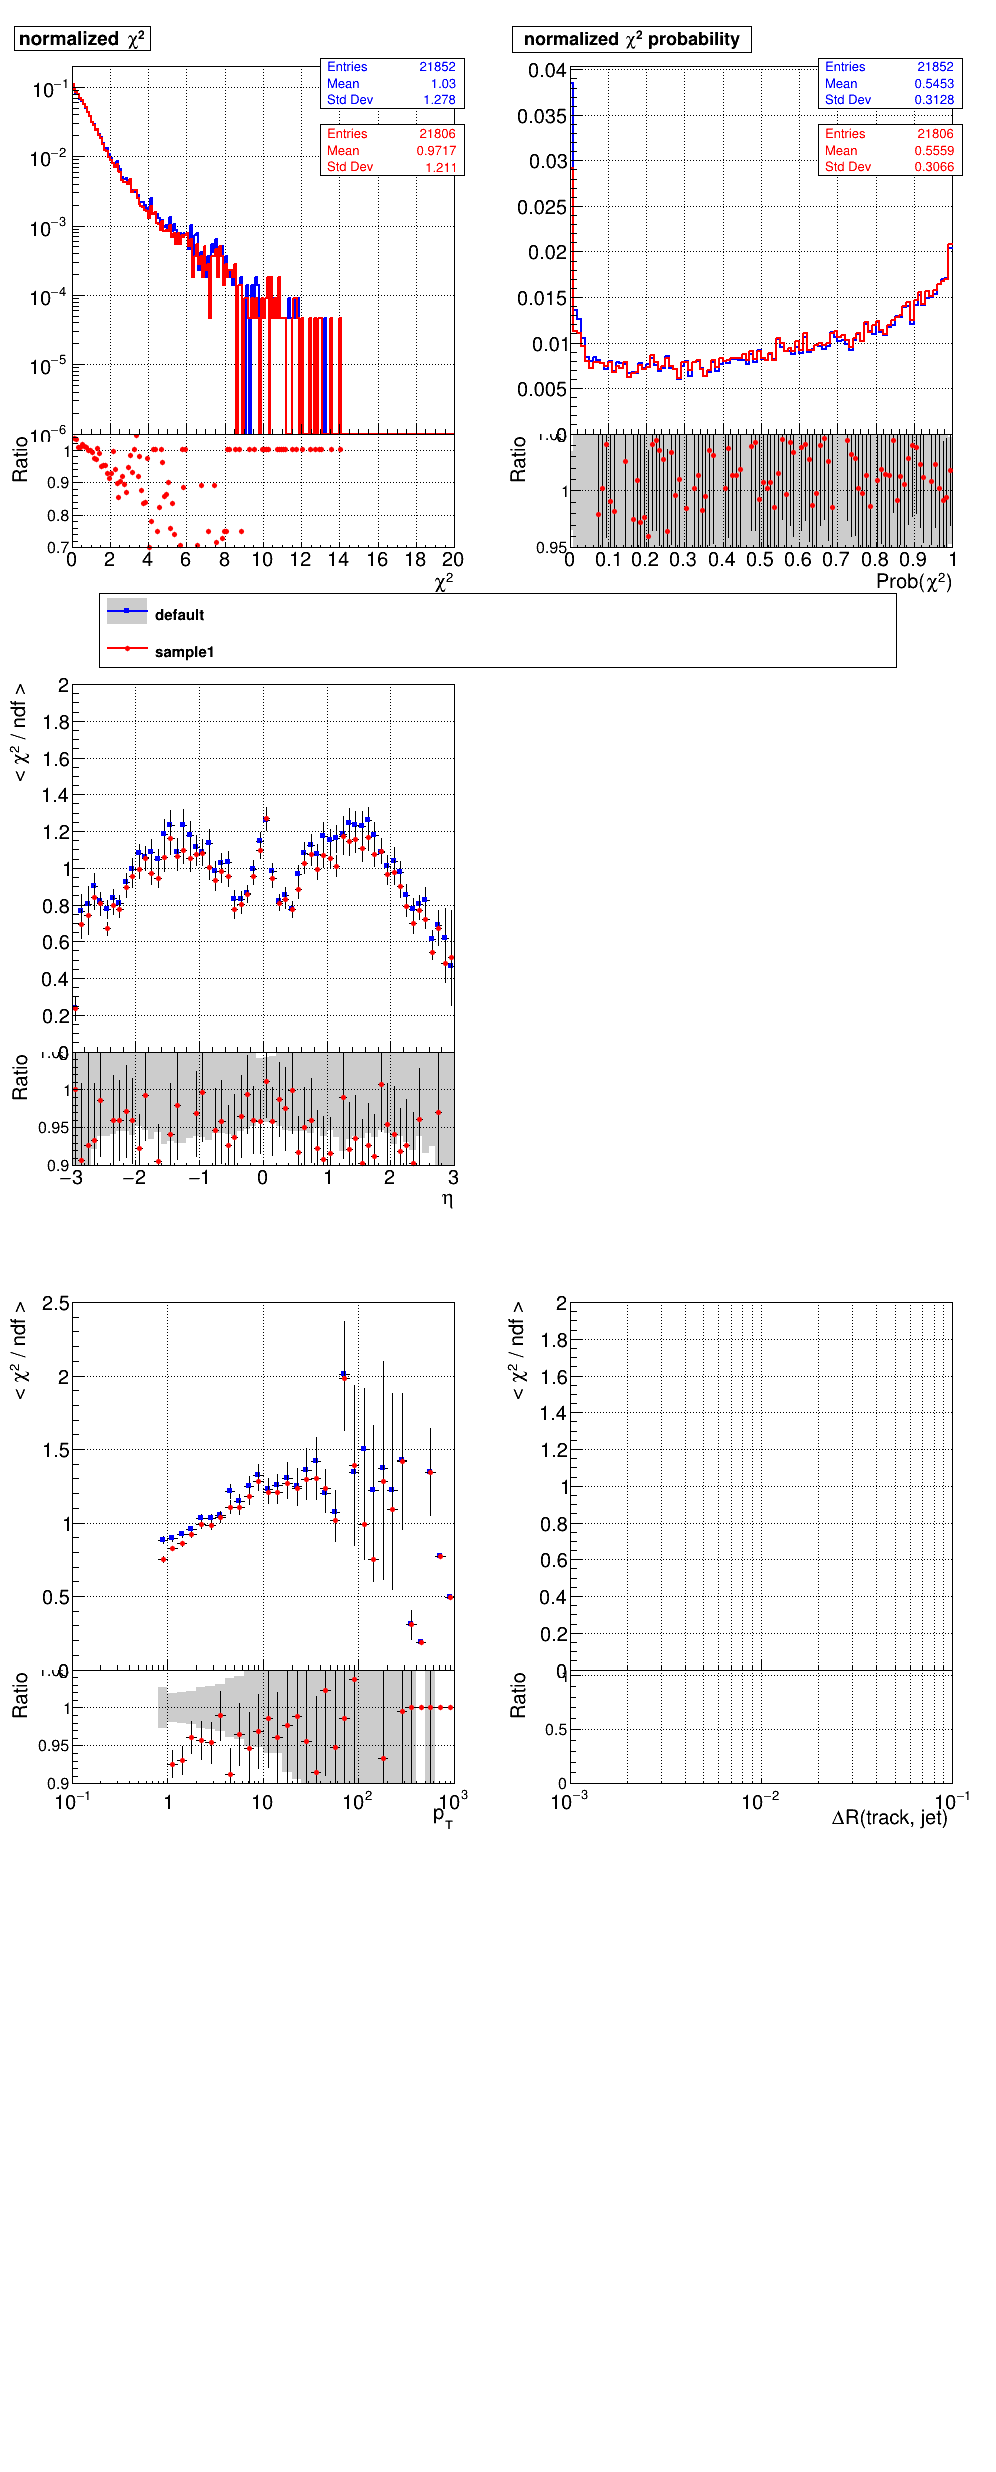 normalized χ²
Entries 21852
Mean 1.03
Std Dev 1.278
Entries 21806
Mean 0.9717
Std Dev 1.211
10⁻¹
10⁻²
10⁻³
10⁻⁴
10⁻⁵
10⁻⁶
Ratio
1
0.9
0.8
0.7
0 2 4 6 8 10 12 14 16 18 20
χ²
normalized χ² probability
Entries 21852
Mean 0.5453
Std Dev 0.3128
Entries 21806
Mean 0.5559
Std Dev 0.3066
0.04
0.035
0.03
0.025
0.02
0.015
0.01
0.005
0
Ratio
1
0.95
0 0.1 0.2 0.3 0.4 0.5 0.6 0.7 0.8 0.9 1
Prob(χ²)
default
sample1
< χ² / ndf >
2
1.8
1.6
1.4
1.2
1
0.8
0.6
0.4
0.2
0
Ratio
1
0.95
0.9
−3 −2 −1 0 1 2 3
η
< χ² / ndf >
2.5
2
1.5
1
0.5
0
Ratio
1
0.95
0.9
10⁻¹ 1 10 10² 10³
p_T
< χ² / ndf >
2
1.8
1.6
1.4
1.2
1
0.8
0.6
0.4
0.2
0
Ratio
1
0.5
0
10⁻³ 10⁻² 10⁻¹
ΔR(track, jet)